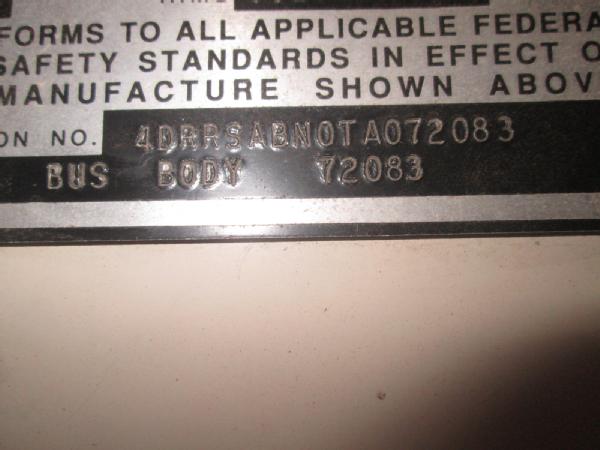 FORMS TO ALL APPLICABLE FEDERA
SAFETY STANDARDS IN EFFECT O
MANUFACTURE SHOWN ABOV
ON NO. 4DRRSABN0TA072083
BUS BODY 72083